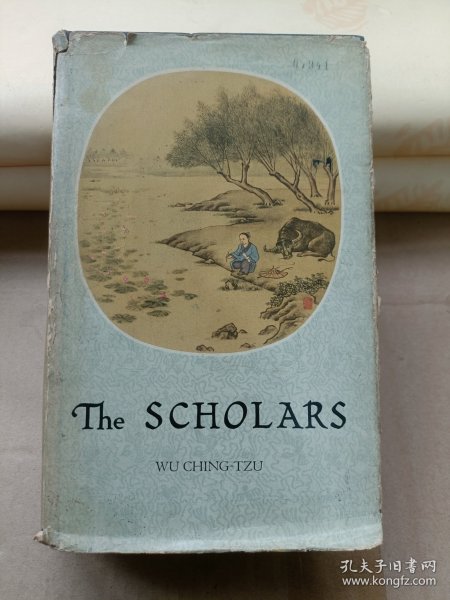 The SCHOLARS
WU CHING-TZU
孔夫子旧书网
www.kongfz.com